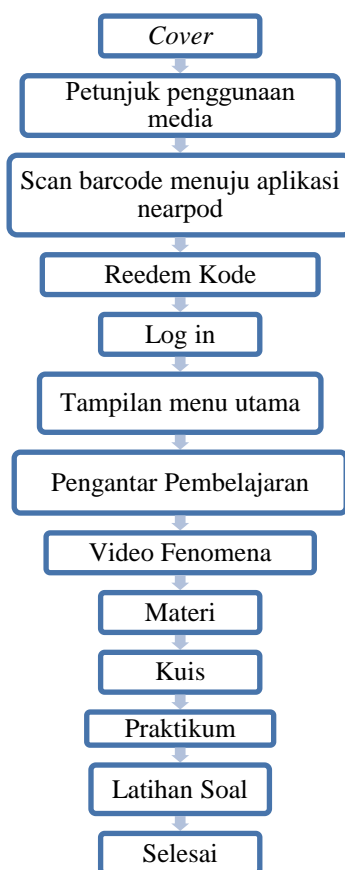 Cover
Petunjuk penggunaan
media
Scan barcode menuju aplikasi
nearpod
Reedem Kode
Log in
Tampilan menu utama
Pengantar Pembelajaran
Video Fenomena
Materi
Kuis
Praktikum
Latihan Soal
Selesai